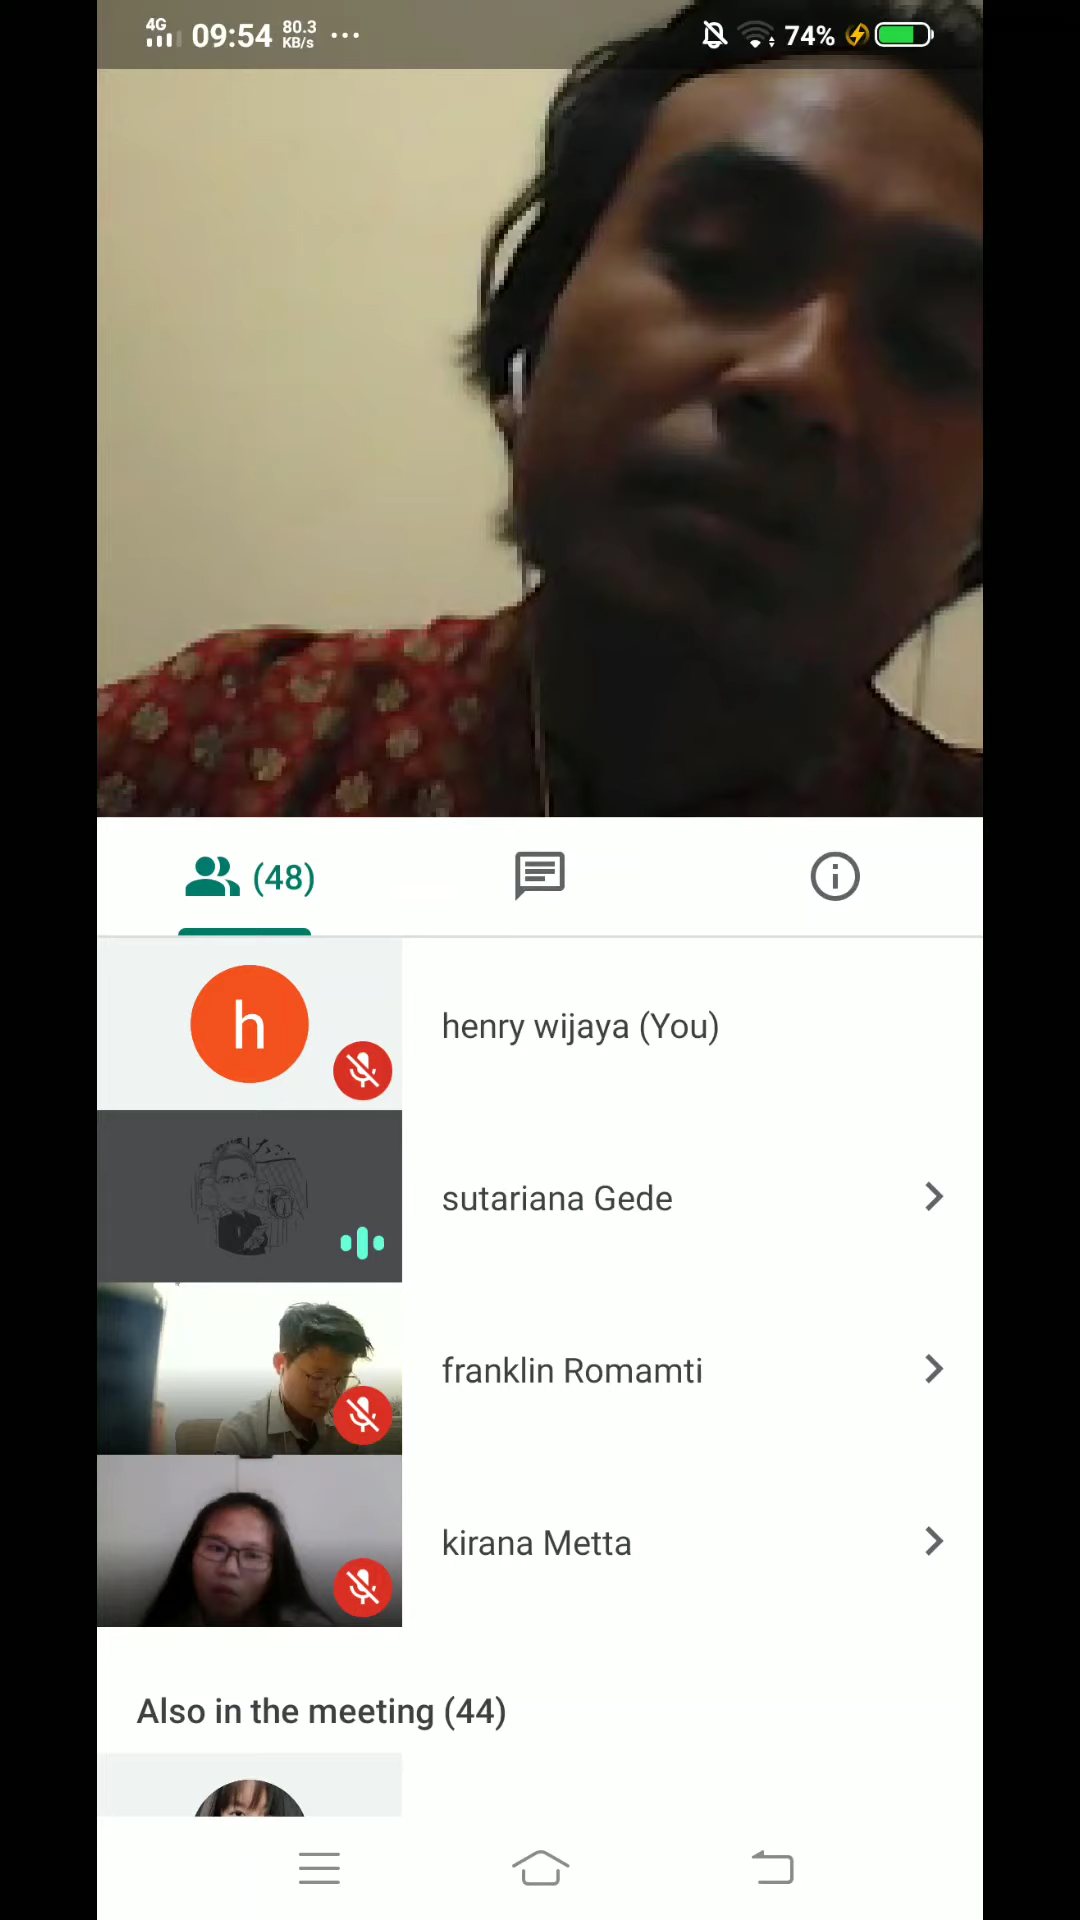 4G 09:54 80.3 KB/s ... 74%
(48)
h
henry wijaya (You)
sutariana Gede
franklin Romamti
kirana Metta
Also in the meeting (44)